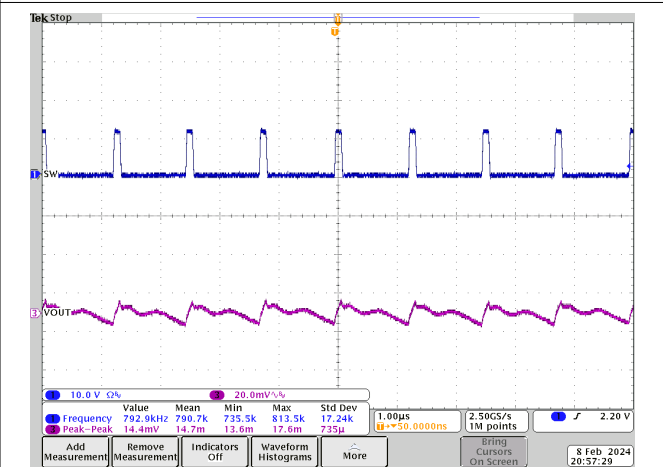 Tek Stop
T
T
1 SW
3 VOUT
1 10.0 V Ω 3 20.0mV
Value Mean Min Max Std Dev
1 Frequency 792.9kHz 790.7k 735.5k 813.5k 17.24k
3 Peak–Peak 14.4mV 14.7m 13.6m 17.6m 735µ
1.00µs
T→▼50.0000ns
2.50GS/s
1M points
1 2.20 V
Add Measurement
Remove Measurement
Indicators Off
Waveform Histograms
More
Bring Cursors On Screen
8 Feb 2024
20:57:29